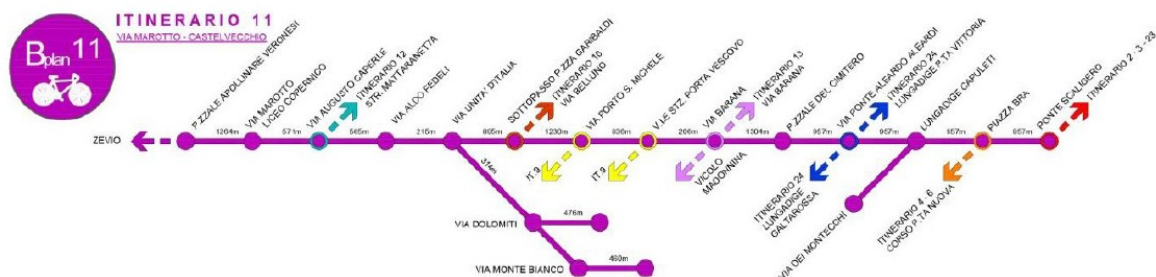 Bplan 11
ITINERARIO 11
VIA MAROTTO - CASTELVECCHIO
ZEVIO
P.ZZALE APOLLINARE VERONESI
1264m
VIA MAROTTO
LICEO COPERNICO
571m
VIA AUGUSTO CAPERLE
ITINERARIO 12
STR. MATTARANETTA
565m
VIA ALDO FEDELI
215m
VIA UNITA' D'ITALIA
865m
SOTTOPASSO P.ZZA GARIBALDI
ITINERARIO 10
VIA BELLUNO
1230m
VIA PORTO S. MICHELE
IT.9
836m
V.LE STZ. PORTA VESCOVO
IT.9
206m
VIA BARANA
ITINERARIO 13
VIA BARANA
VICOLO
MADONNINA
1004m
P.ZZALE DEL CIMITERO
957m
VIA PONTE ALEARDO ALEARDI
ITINERARIO 24
LUNGADIGE P.TA VITTORIA
ITINERARIO 24
LUNGADIGE
GALTAROSSA
967m
LUNGADIGE CAPULETI
VIA DEI MONTECCHI
PIAZZA BRA
ITINERARIO 4 - 6
CORSO P.TA NUOVA
657m
PONTE SCALIGERO
ITINERARIO 2 - 3 - 23
374m
VIA DOLOMITI
476m
VIA MONTE BIANCO
460m